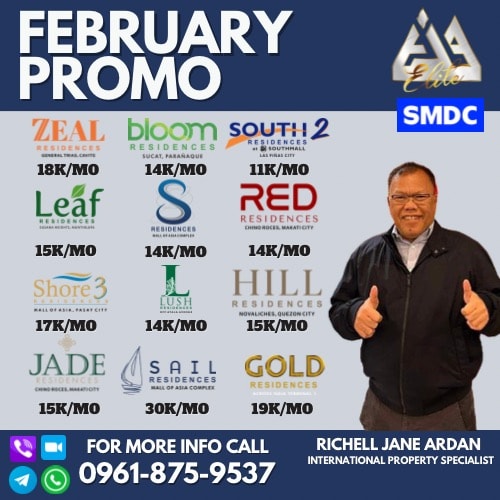 FEBRUARY
PROMO
Elite
SMDC
ZEAL
RESIDENCES
GENERAL TRIAS, CAVITE
18K/MO
bloom
RESIDENCES
SUCAT, PARAÑAQUE
14K/MO
SOUTH 2
RESIDENCES
at SOUTHMALL
LAS PIÑAS CITY
11K/MO
Leaf
RESIDENCES
15K/MO
S
RESIDENCES
MALL OF ASIA COMPLEX
14K/MO
RED
RESIDENCES
CHINO ROCES, MAKATI CITY
14K/MO
Shore 3
RESIDENCES
MALL OF ASIA, PASAY CITY
17K/MO
L
LUSH
RESIDENCES
14K/MO
HILL
RESIDENCES
NOVALICHES, QUEZON CITY
15K/MO
JADE
RESIDENCES
CHINO ROCES, MAKATI CITY
15K/MO
SAIL
RESIDENCES
MALL OF ASIA COMPLEX
30K/MO
GOLD
RESIDENCES
19K/MO
FOR MORE INFO CALL
0961-875-9537
RICHELL JANE ARDAN
INTERNATIONAL PROPERTY SPECIALIST